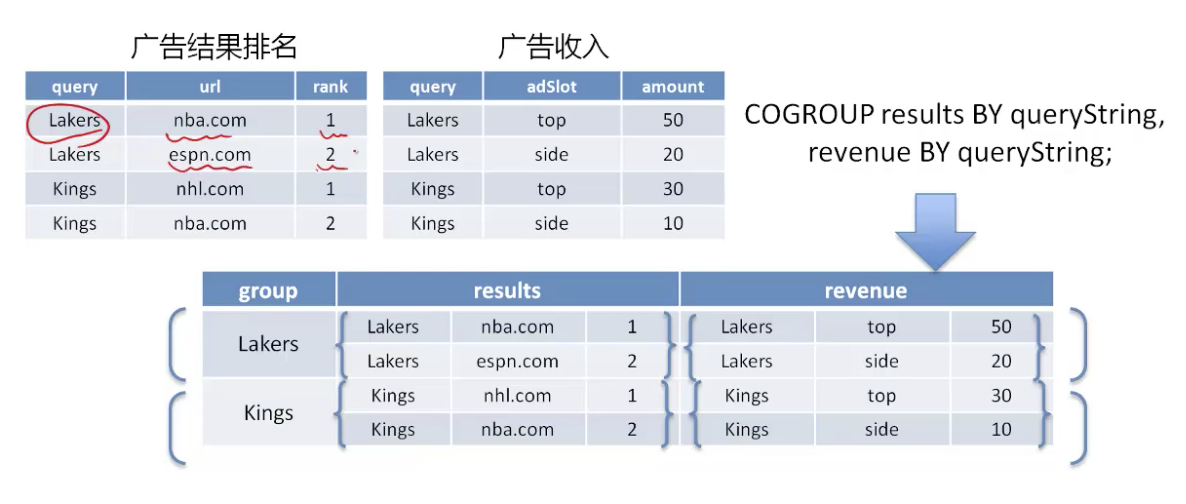 广告结果排名
query url rank
Lakers nba.com 1
Lakers espn.com 2
Kings nhl.com 1
Kings nba.com 2
广告收入
query adSlot amount
Lakers top 50
Lakers side 20
Kings top 30
Kings side 10
COGROUP results BY queryString,
revenue BY queryString;
group results revenue
Lakers
Lakers nba.com 1 Lakers top 50
Lakers espn.com 2 Lakers side 20
Kings
Kings nhl.com 1 Kings top 30
Kings nba.com 2 Kings side 10